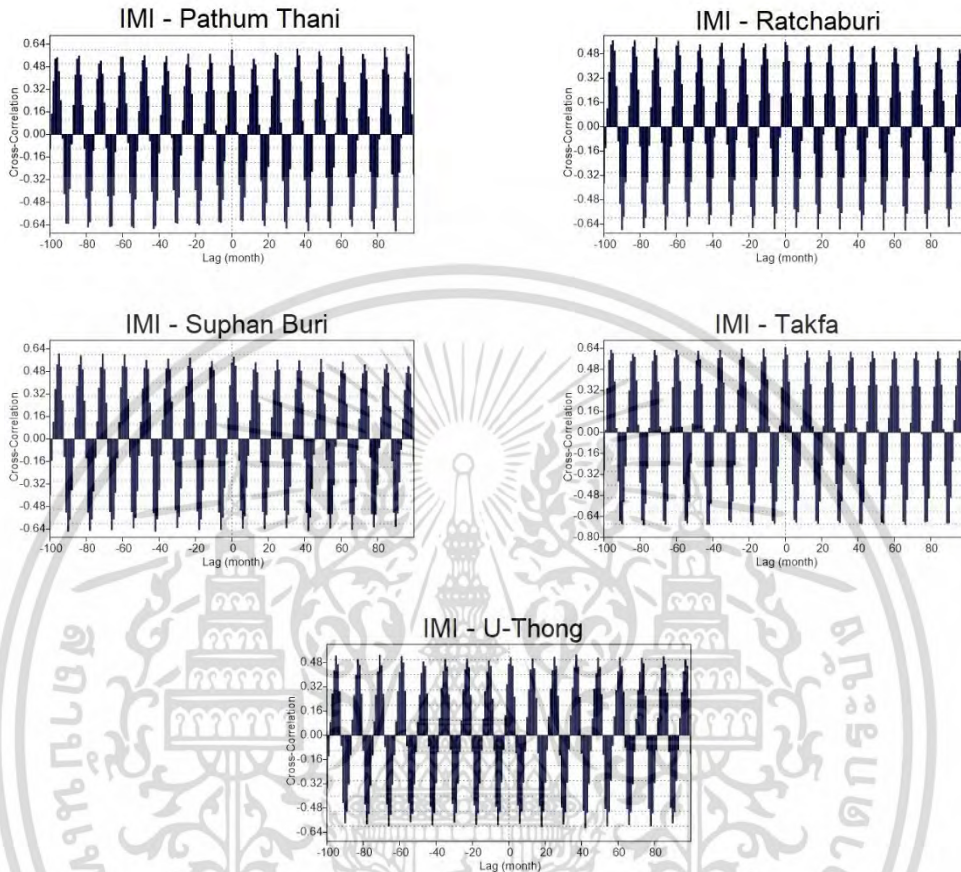 IMI - Pathum Thani
0.64
0.48
0.32
0.16
0.00
-0.16
-0.32
-0.48
-0.64
Cross-Correlation
-100 -80 -60 -40 -20 0 20 40 60 80
Lag (month)
IMI - Ratchaburi
0.48
0.32
0.16
0.00
-0.16
-0.32
-0.48
-0.64
Cross-Correlation
-100 -80 -60 -40 -20 0 20 40 60 80
Lag (month)
IMI - Suphan Buri
0.64
0.48
0.32
0.16
0.00
-0.16
-0.32
-0.48
-0.64
Cross-Correlation
-100 -80 -60 -40 -20 0 20 40 60 80
Lag (month)
IMI - Takfa
0.64
0.48
0.32
0.16
0.00
-0.16
-0.32
-0.48
-0.64
-0.80
Cross-Correlation
-100 -80 -60 -40 -20 0 20 40 60 80
Lag (month)
IMI - U-Thong
0.48
0.32
0.16
0.00
-0.16
-0.32
-0.48
-0.64
Cross-Correlation
-100 -80 -60 -40 -20 0 20 40 60 80
Lag (month)